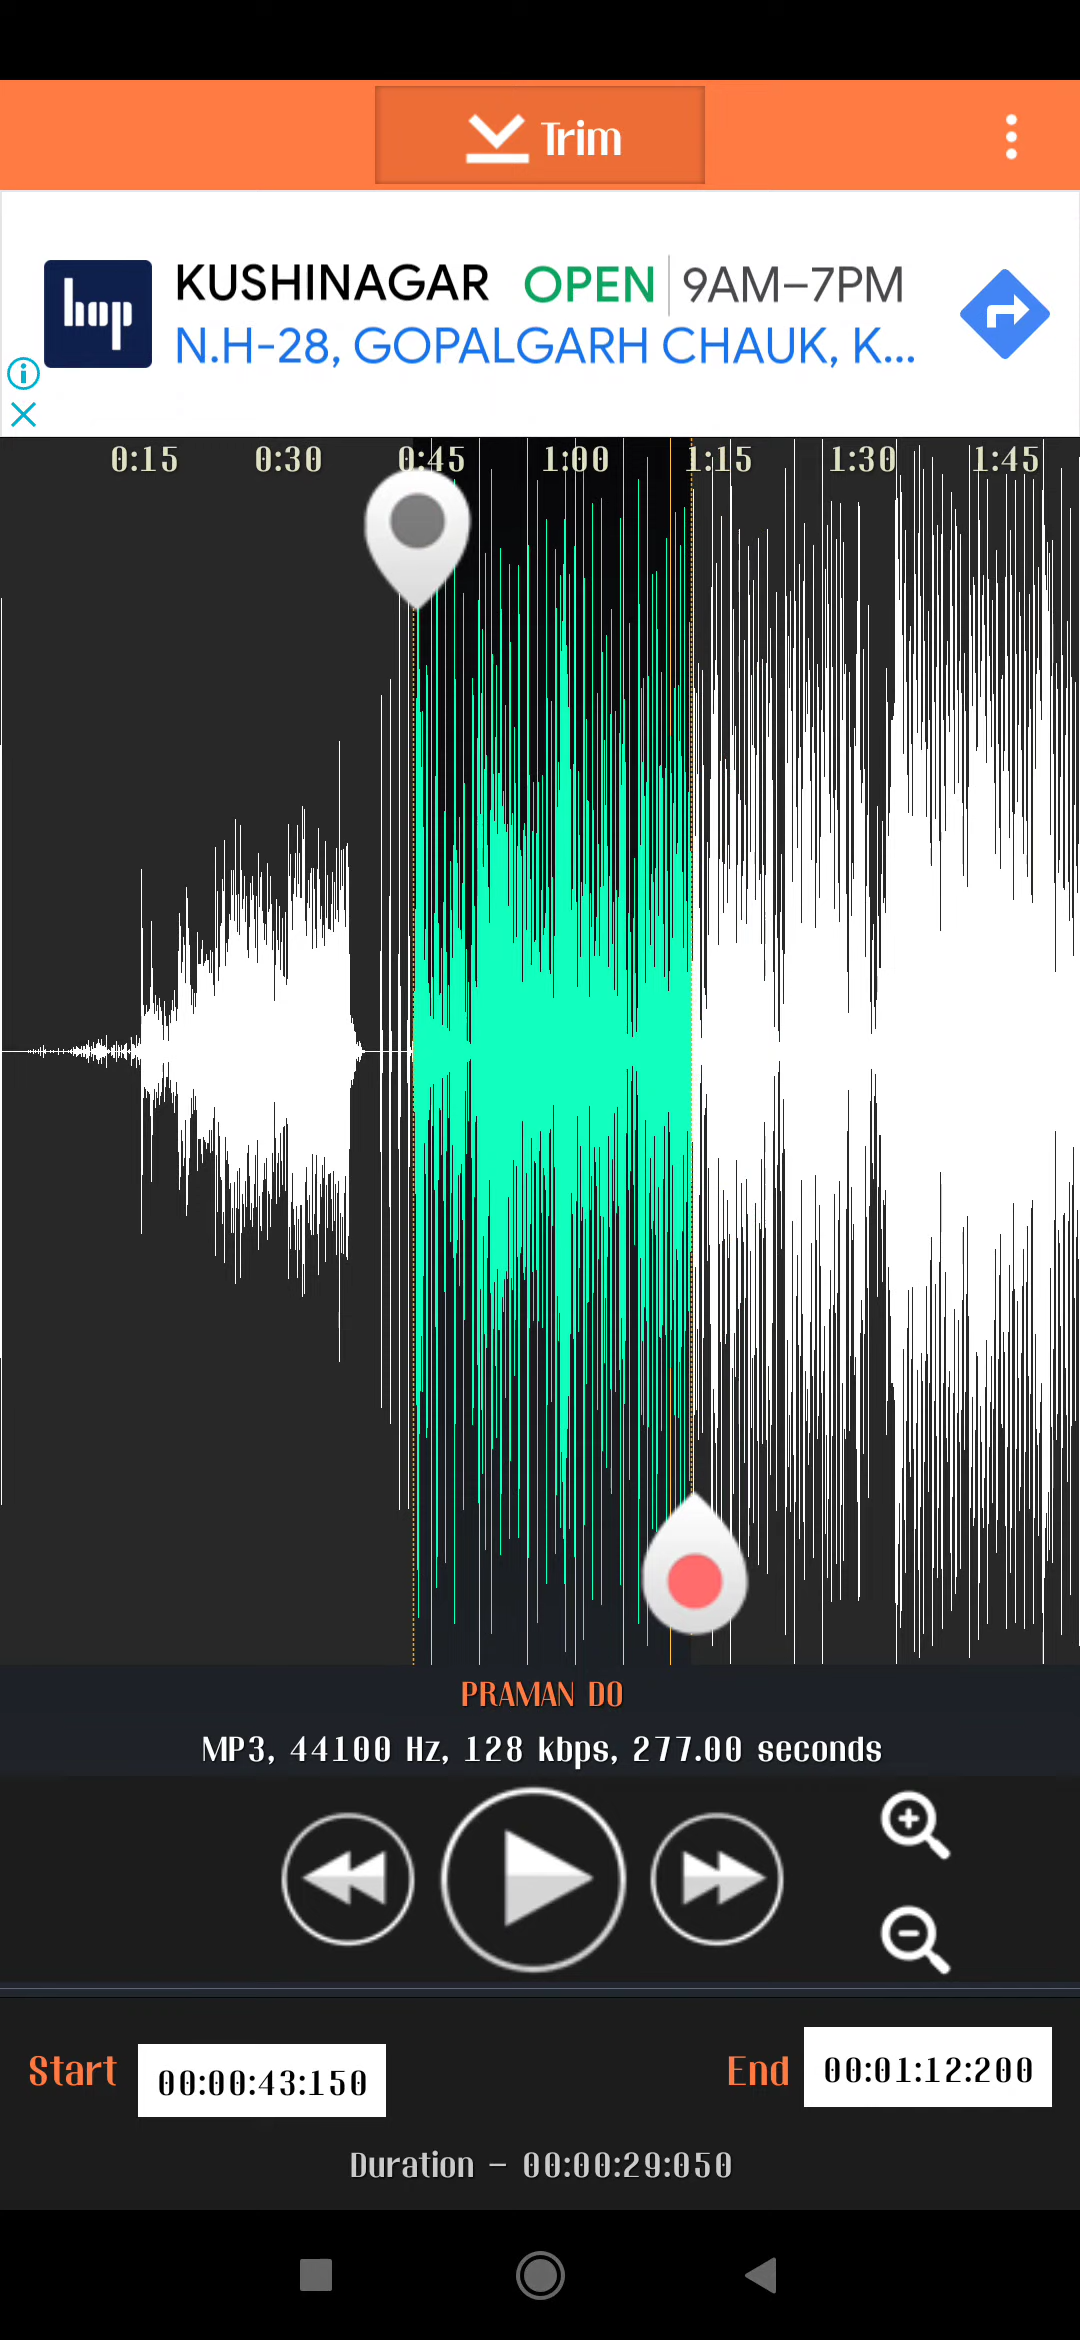 Trim
hop
KUSHINAGAR OPEN 9AM–7PM
N.H-28, GOPALGARH CHAUK, K...
0:15 0:30 0:45 1:00 1:15 1:30 1:45
PRAMAN DO
MP3, 44100 Hz, 128 kbps, 277.00 seconds
Start 00:00:43:150 End 00:01:12:200
Duration - 00:00:29:050